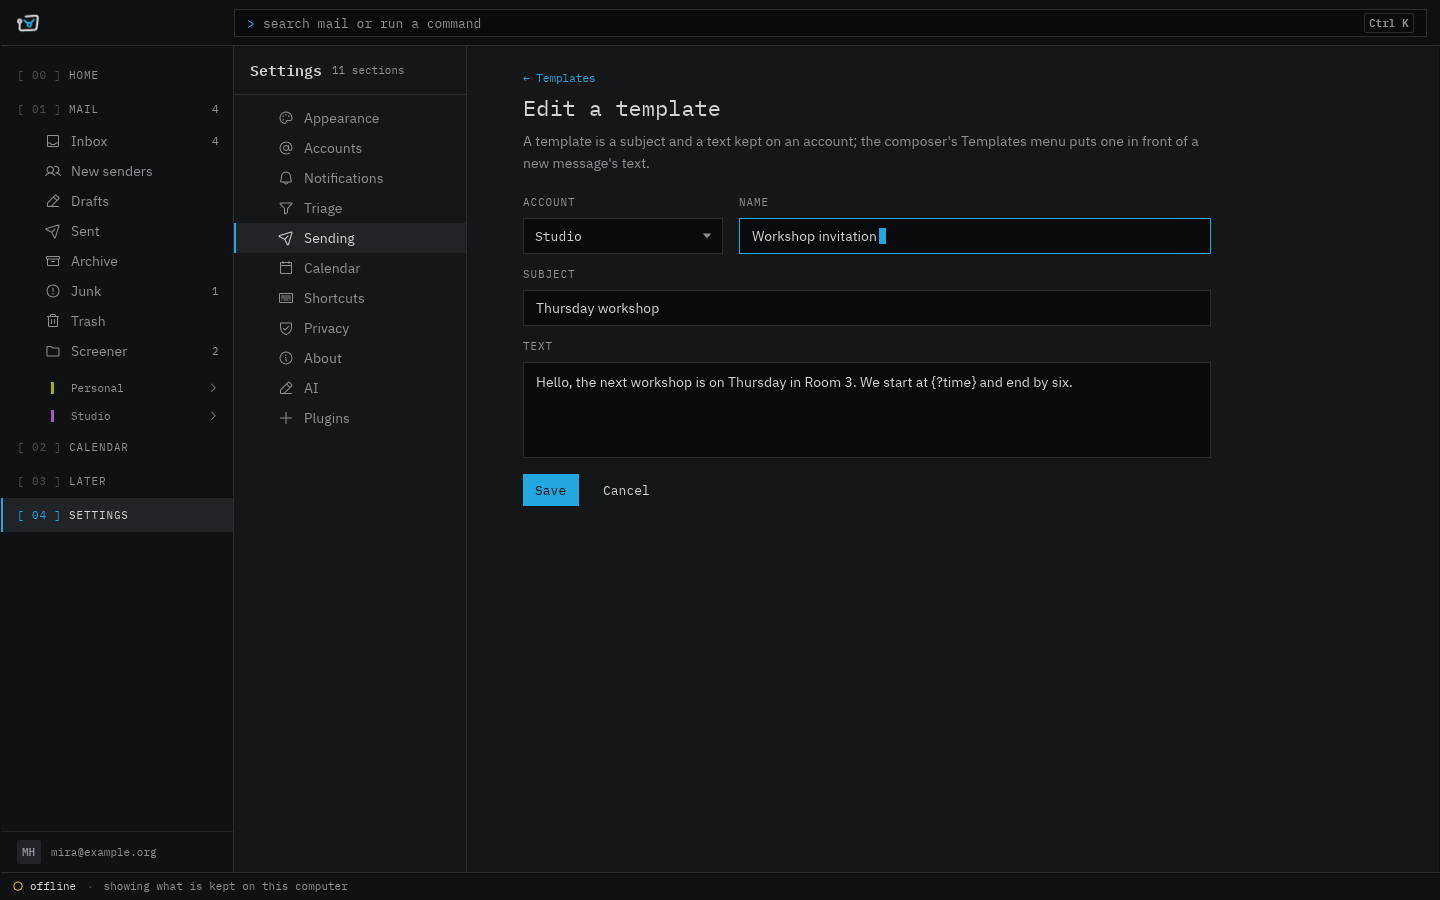 > search mail or run a command
Ctrl K
[ 00 ] HOME
[ 01 ] MAIL 4
Inbox 4
New senders
Drafts
Sent
Archive
Junk 1
Trash
Screener 2
Personal
Studio
[ 02 ] CALENDAR
[ 03 ] LATER
[ 04 ] SETTINGS
MH mira@example.org
Settings 11 sections
Appearance
Accounts
Notifications
Triage
Sending
Calendar
Shortcuts
Privacy
About
AI
Plugins
← Templates
Edit a template
A template is a subject and a text kept on an account; the composer's Templates menu puts one in front of a
new message's text.
ACCOUNT NAME
Studio Workshop invitation
SUBJECT
Thursday workshop
TEXT
Hello, the next workshop is on Thursday in Room 3. We start at {?time} and end by six.
Save Cancel
offline · showing what is kept on this computer